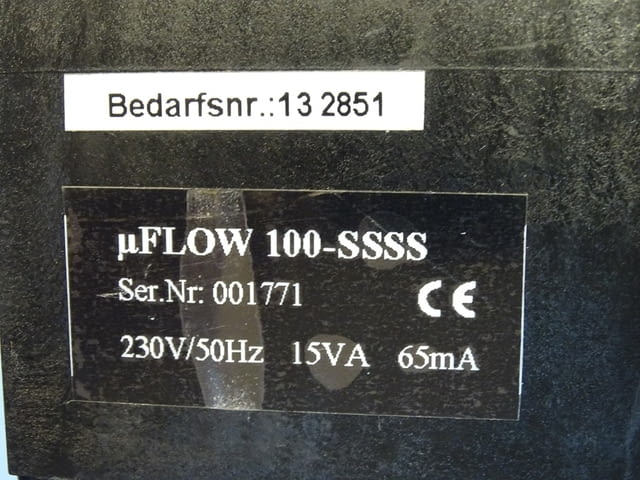 Bedarfsnr.:13 2851
µFLOW 100-SSSS
Ser.Nr: 001771 CE
230V/50Hz 15VA 65mA